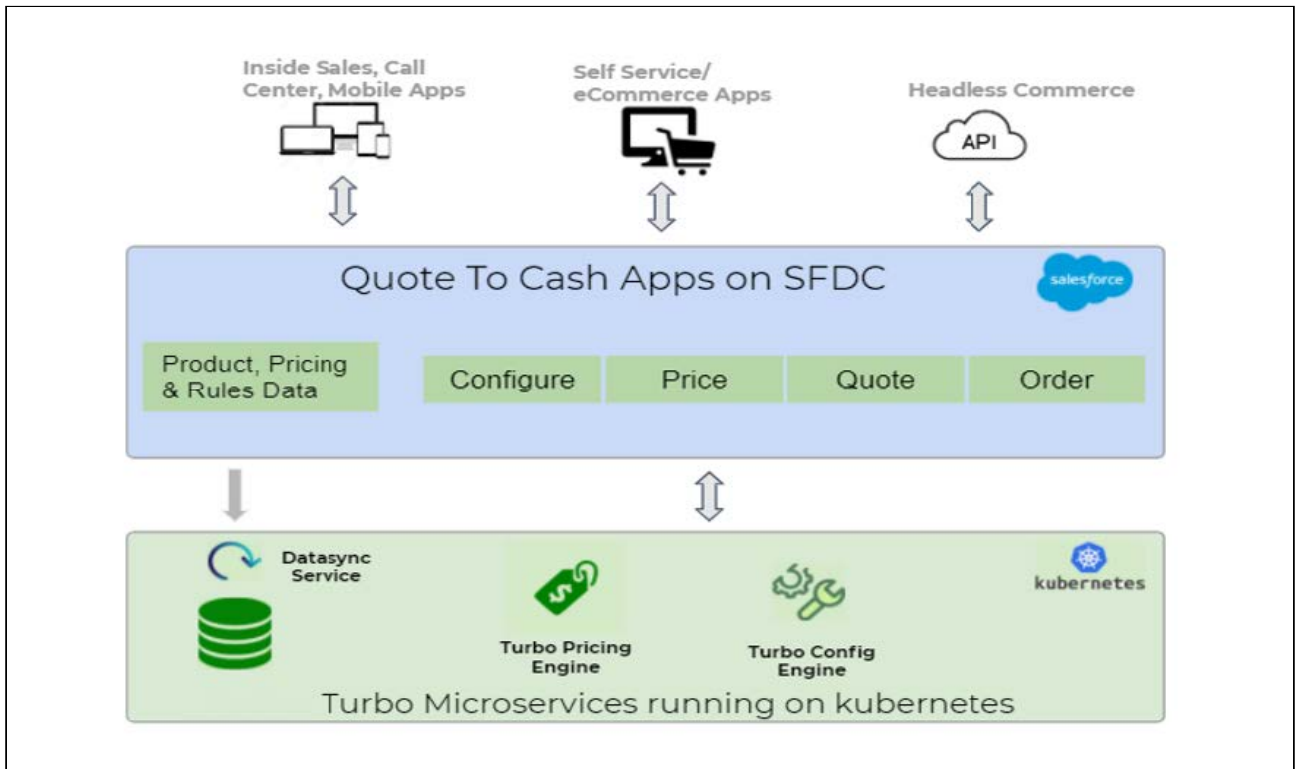 Inside Sales, Call
Center, Mobile Apps
Self Service/
eCommerce Apps
Headless Commerce
API
Quote To Cash Apps on SFDC
salesforce
Product, Pricing
& Rules Data
Configure
Price
Quote
Order
Datasync
Service
$
Turbo Pricing
Engine
Turbo Config
Engine
kubernetes
Turbo Microservices running on kubernetes